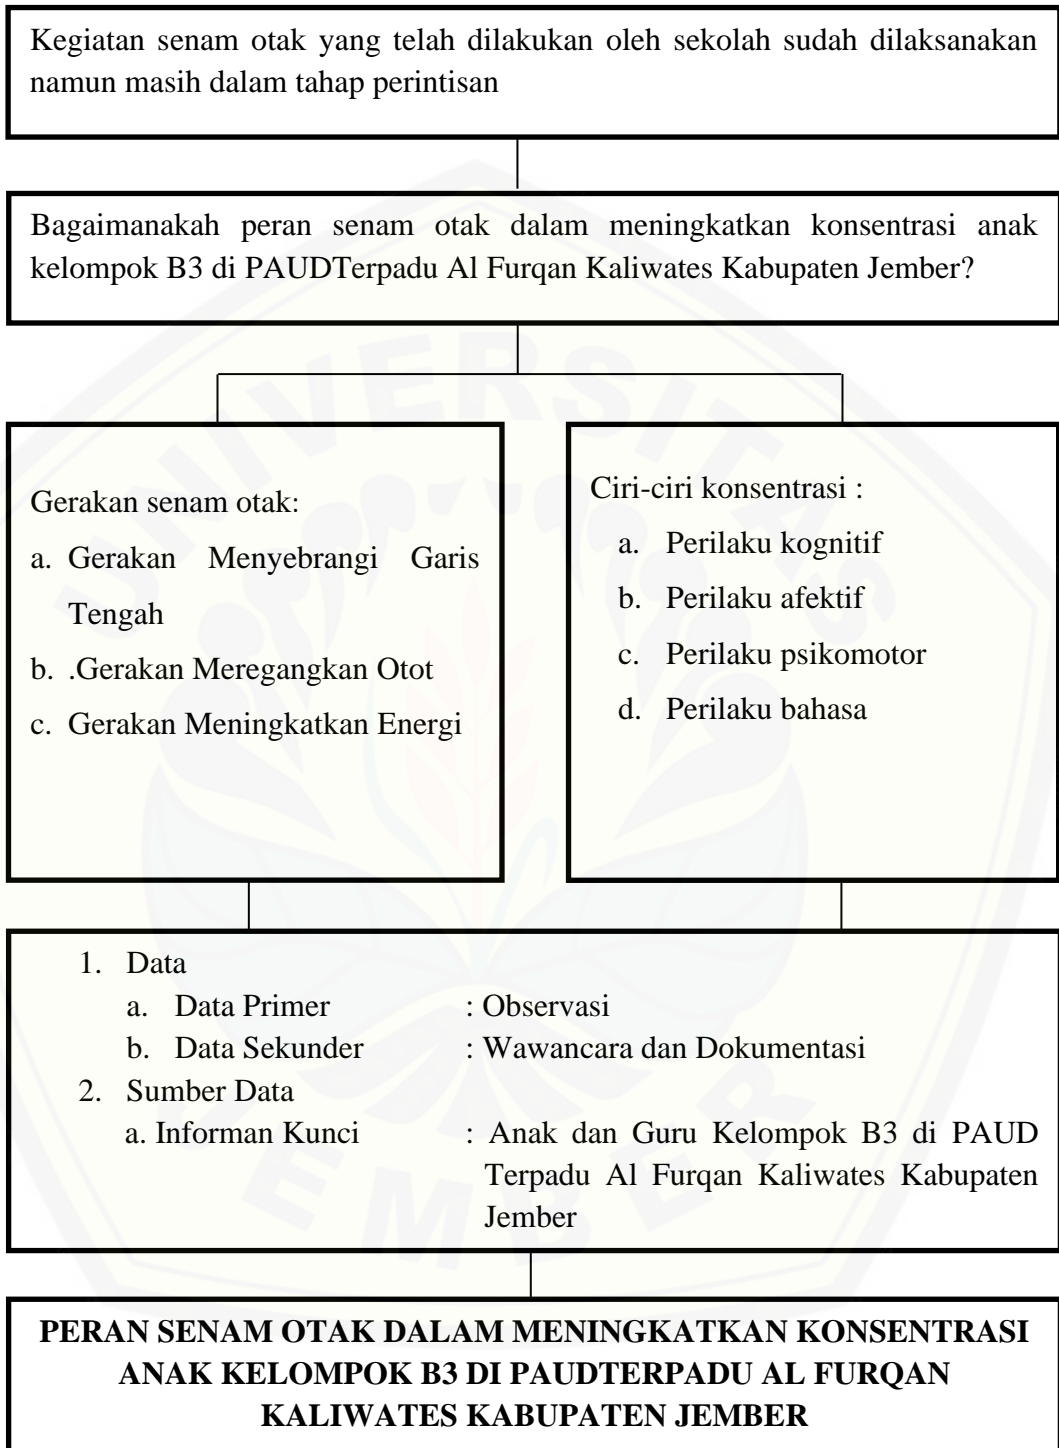 Kegiatan senam otak yang telah dilakukan oleh sekolah sudah dilaksanakan
namun masih dalam tahap perintisan
Bagaimanakah peran senam otak dalam meningkatkan konsentrasi anak
kelompok B3 di PAUDTerpadu Al Furqan Kaliwates Kabupaten Jember?
Gerakan senam otak:
a. Gerakan Menyebrangi Garis
Tengah
b. .Gerakan Meregangkan Otot
c. Gerakan Meningkatkan Energi
Ciri-ciri konsentrasi :
a. Perilaku kognitif
b. Perilaku afektif
c. Perilaku psikomotor
d. Perilaku bahasa
1. Data
a. Data Primer : Observasi
b. Data Sekunder : Wawancara dan Dokumentasi
2. Sumber Data
a. Informan Kunci : Anak dan Guru Kelompok B3 di PAUD
Terpadu Al Furqan Kaliwates Kabupaten
Jember
PERAN SENAM OTAK DALAM MENINGKATKAN KONSENTRASI
ANAK KELOMPOK B3 DI PAUDTERPADU AL FURQAN
KALIWATES KABUPATEN JEMBER
UNIVERSITAS
JEMBER